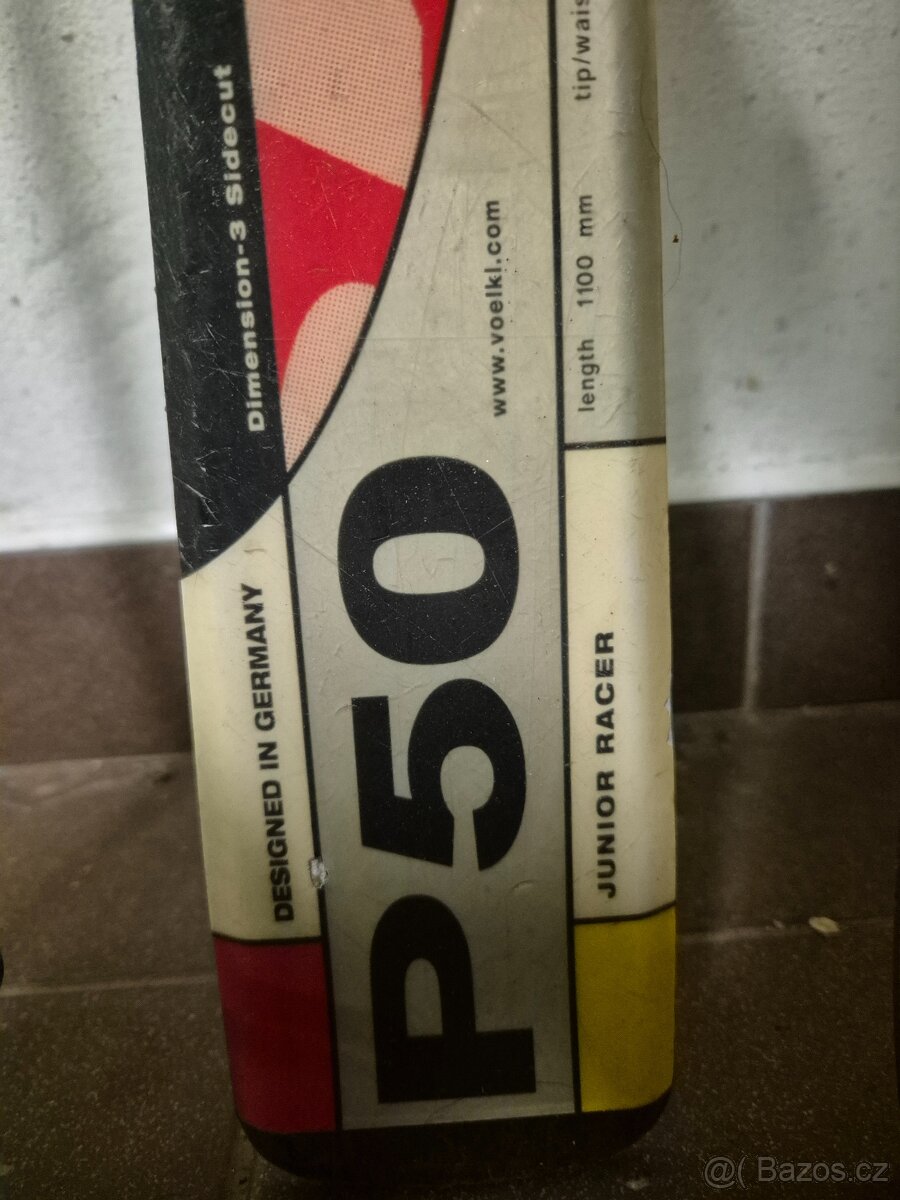 Dimension-3 Sidecut
DESIGNED IN GERMANY
P50
www.voelkl.com
length 1100 mm
tip/wais
JUNIOR RACER
@( Bazos.cz